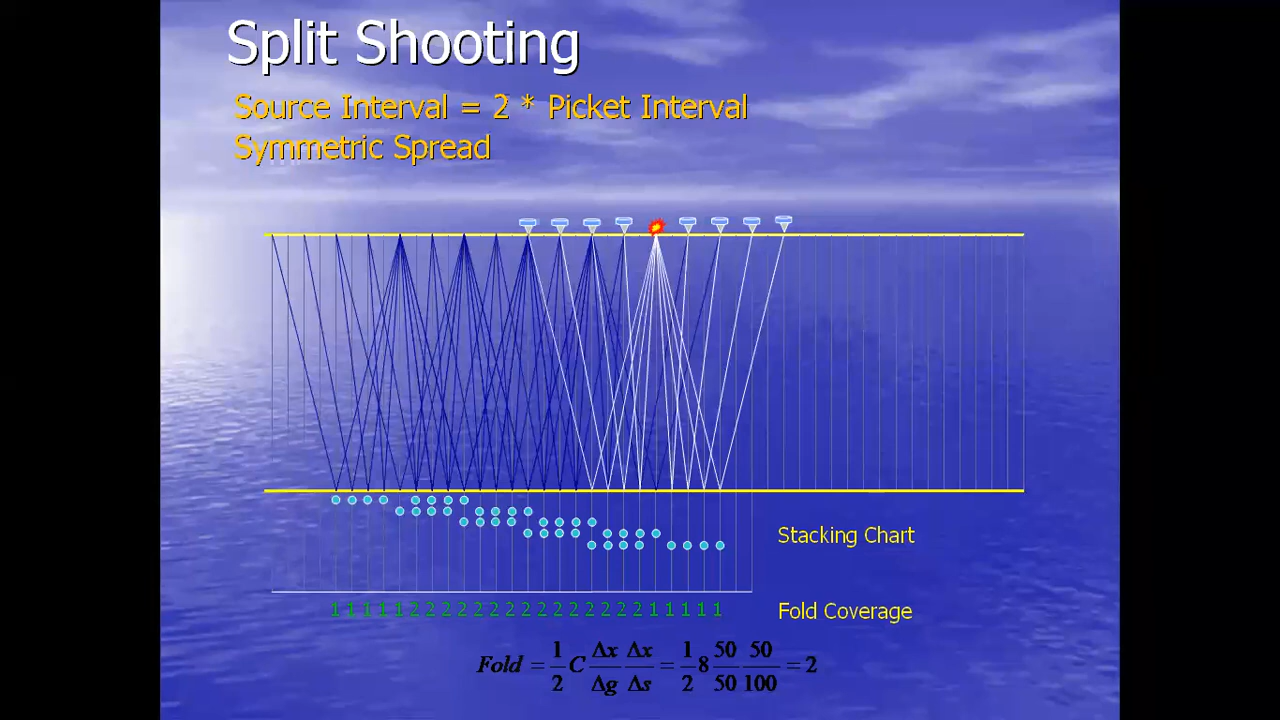 Split Shooting
Source Interval = 2 * Picket Interval
Symmetric Spread
Stacking Chart
1 1 1 1 1 2 2 2 2 2 2 2 2 2 2 2 2 2 2 2 1 1 1 1 1 Fold Coverage
Fold = 1/2 C Δx/Δg Δx/Δs = 1/2 8 50/50 50/100 = 2